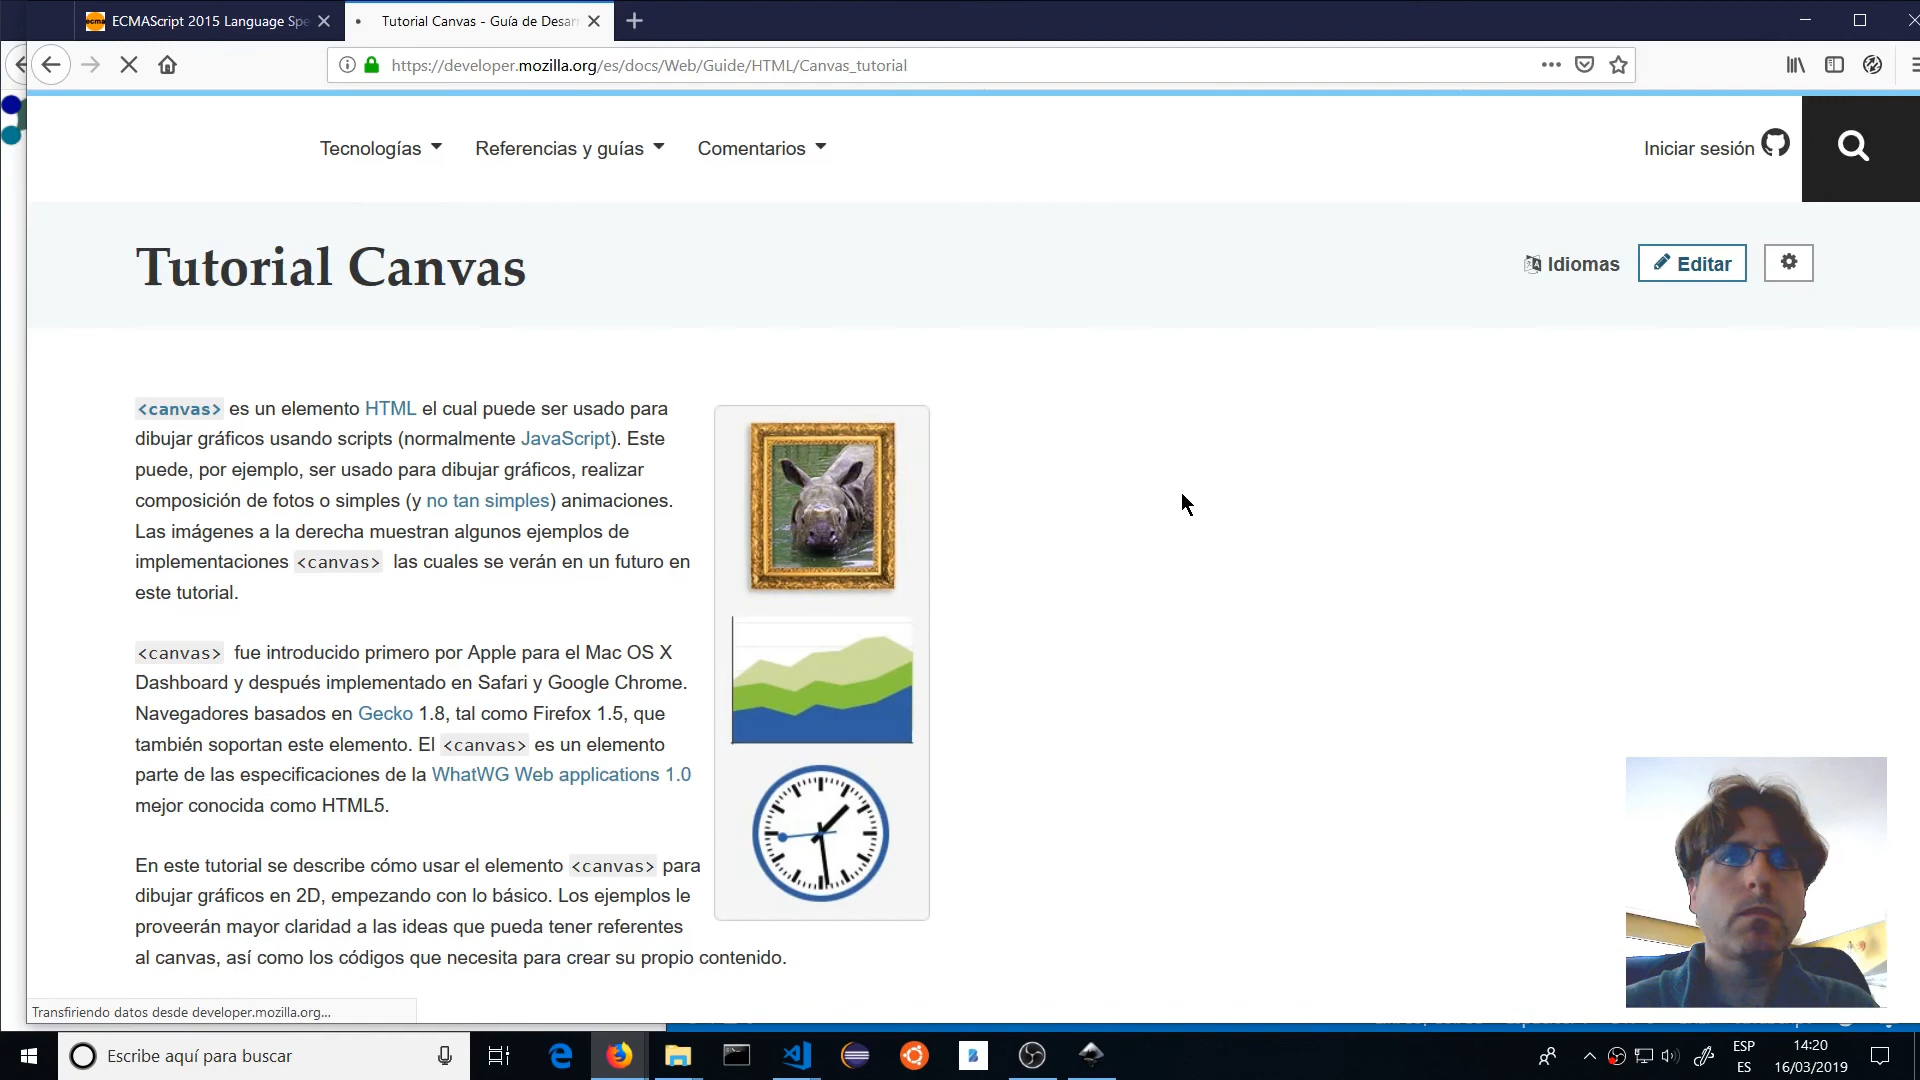 ECMAScript 2015 Language Spe
Tutorial Canvas - Guía de Desar
https://developer.mozilla.org/es/docs/Web/Guide/HTML/Canvas_tutorial
Tecnologías Referencias y guías Comentarios Iniciar sesión
Tutorial Canvas
Idiomas Editar
<canvas> es un elemento HTML el cual puede ser usado para
dibujar gráficos usando scripts (normalmente JavaScript). Este
puede, por ejemplo, ser usado para dibujar gráficos, realizar
composición de fotos o simples (y no tan simples) animaciones.
Las imágenes a la derecha muestran algunos ejemplos de
implementaciones <canvas> las cuales se verán en un futuro en
este tutorial.
<canvas> fue introducido primero por Apple para el Mac OS X
Dashboard y después implementado en Safari y Google Chrome.
Navegadores basados en Gecko 1.8, tal como Firefox 1.5, que
también soportan este elemento. El <canvas> es un elemento
parte de las especificaciones de la WhatWG Web applications 1.0
mejor conocida como HTML5.
En este tutorial se describe cómo usar el elemento <canvas> para
dibujar gráficos en 2D, empezando con lo básico. Los ejemplos le
proveerán mayor claridad a las ideas que pueda tener referentes
al canvas, así como los códigos que necesita para crear su propio contenido.
Transfiriendo datos desde developer.mozilla.org...
Escribe aquí para buscar
ESP
ES
14:20
16/03/2019